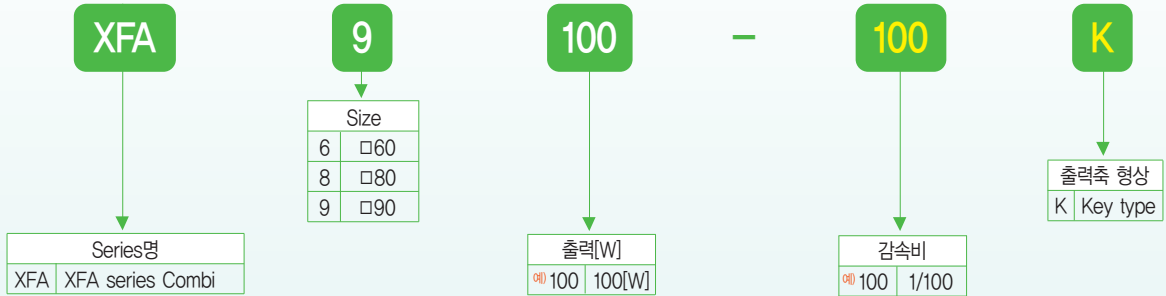 XFA 9 100 - 100 K
Size
6 □60
8 □80
9 □90
출력축 형상
K Key type
Series명
XFA XFA series Combi
출력[W]
예) 100 100[W]
감속비
예) 100 1/100